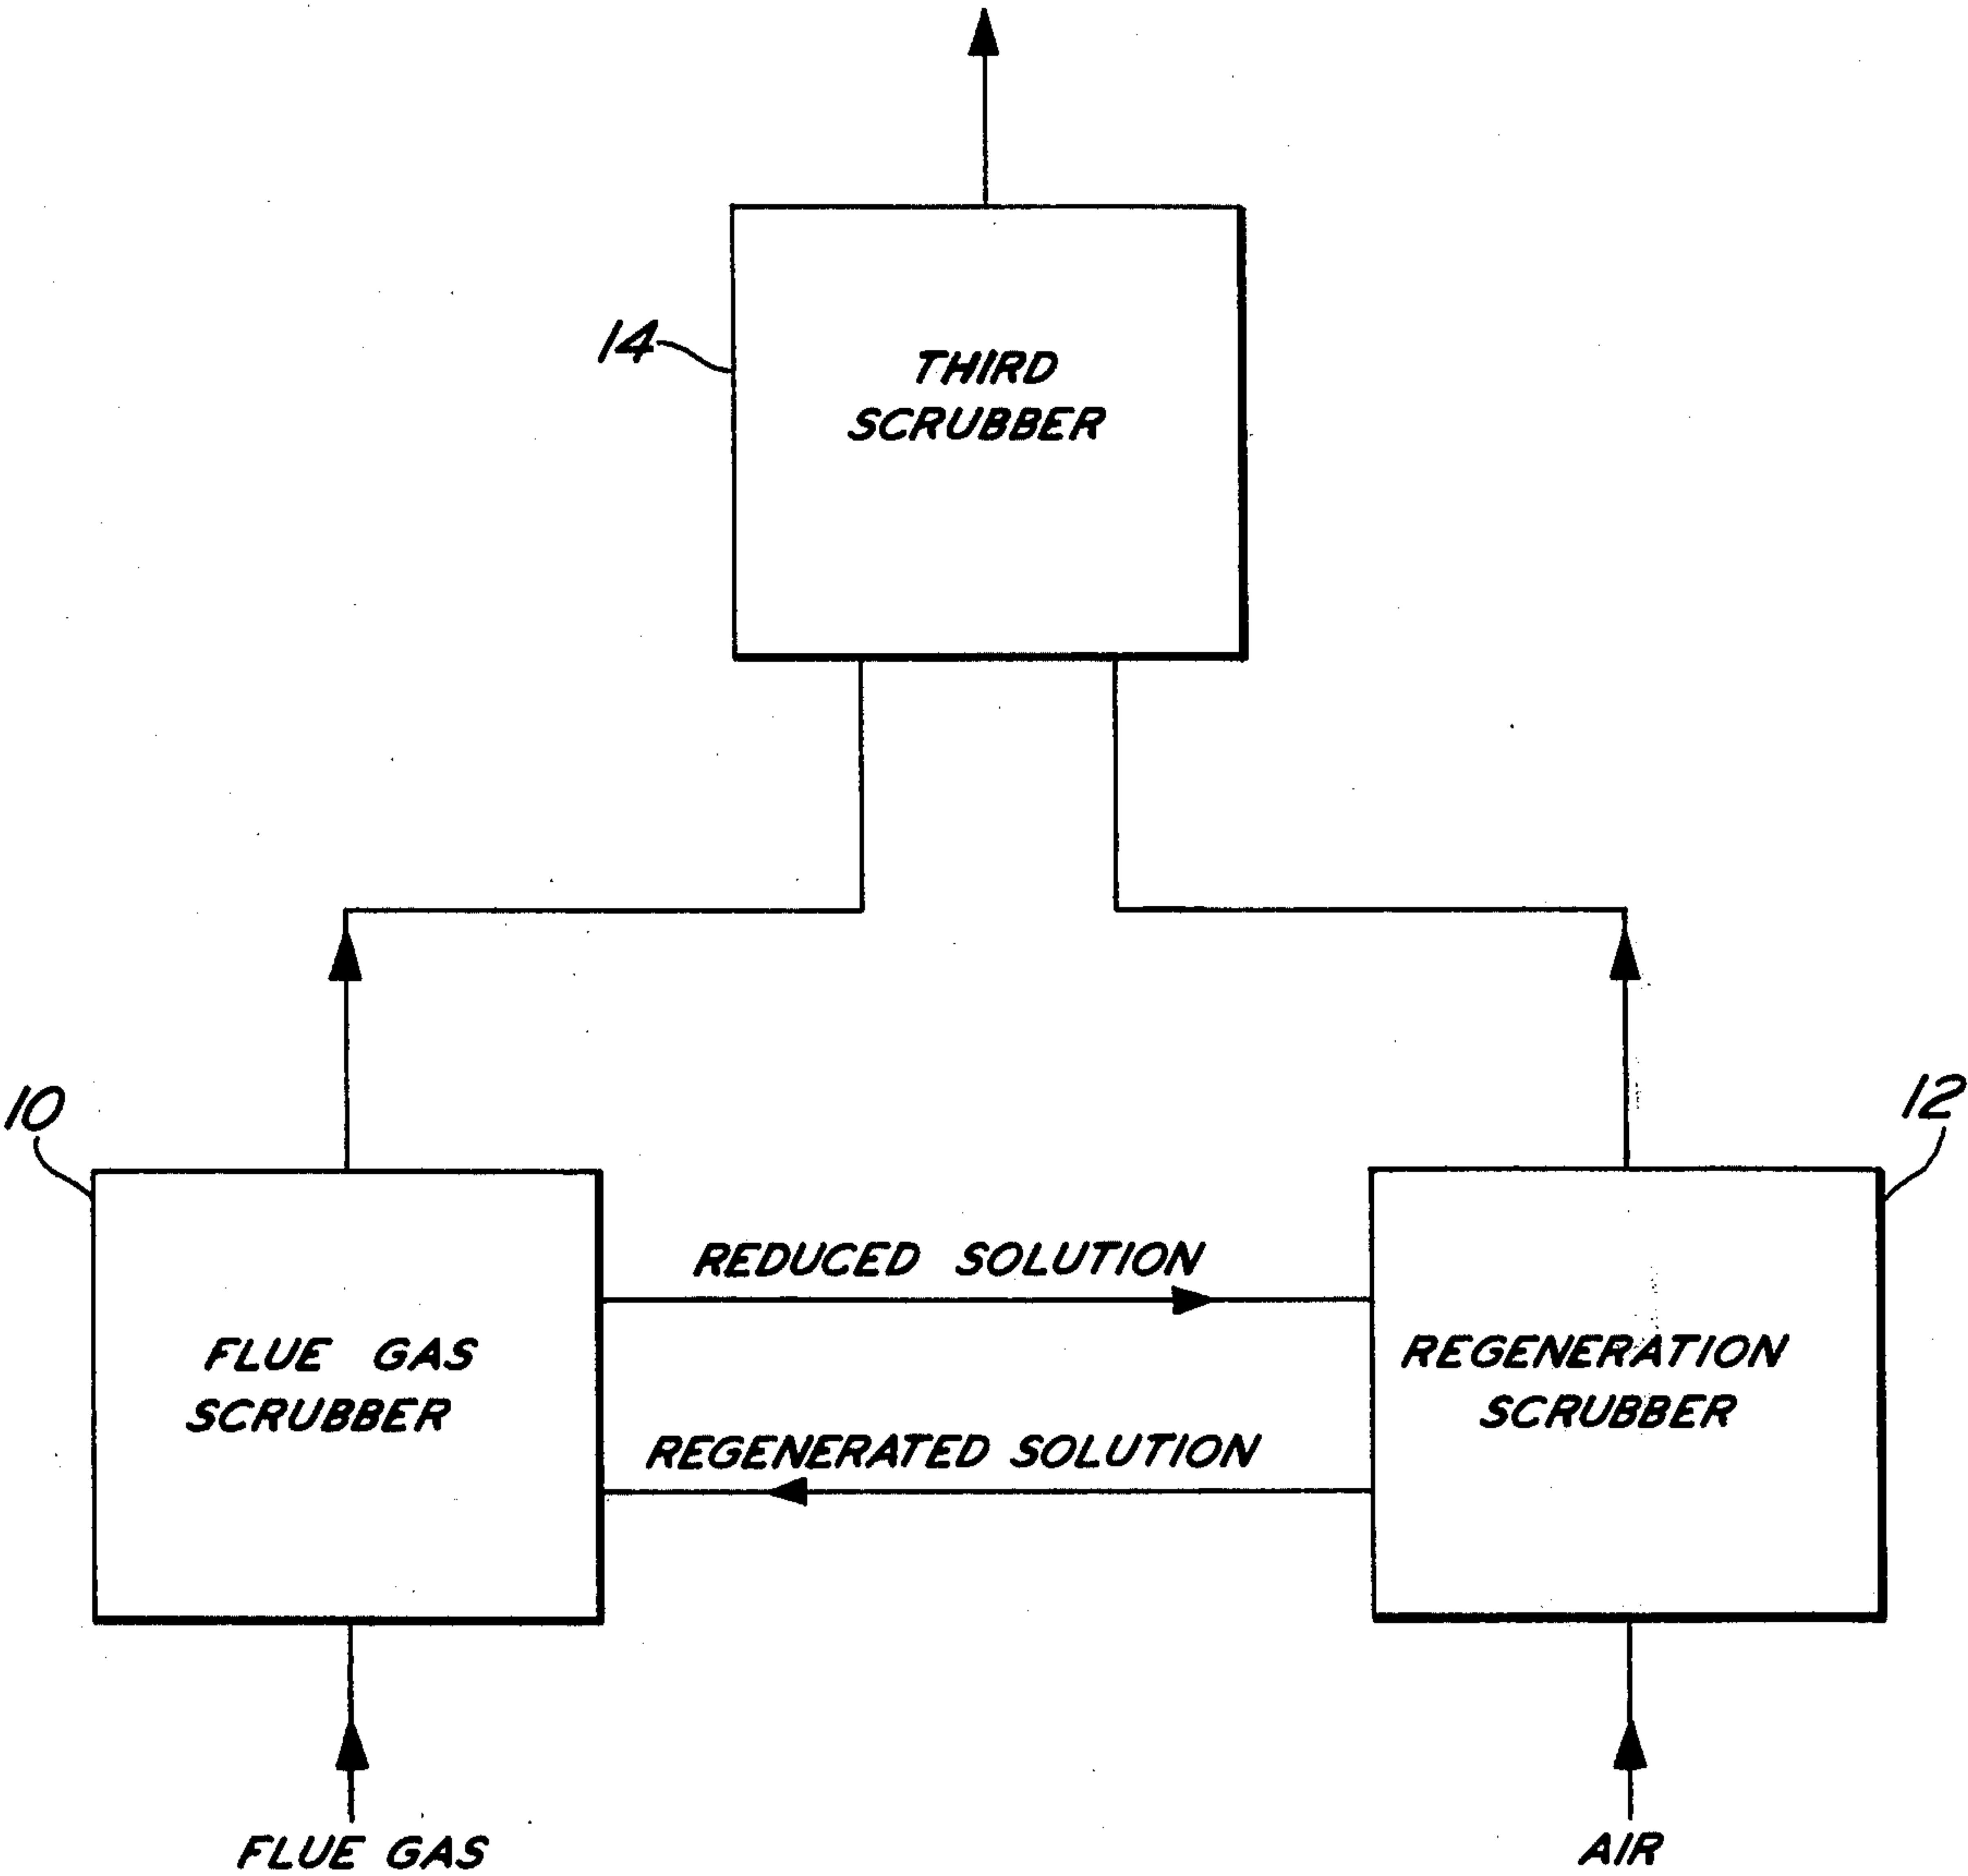 14
THIRD
SCRUBBER
10
12
REDUCED SOLUTION
FLUE GAS
SCRUBBER
REGENERATION
SCRUBBER
REGENERATED SOLUTION
FLUE GAS
AIR